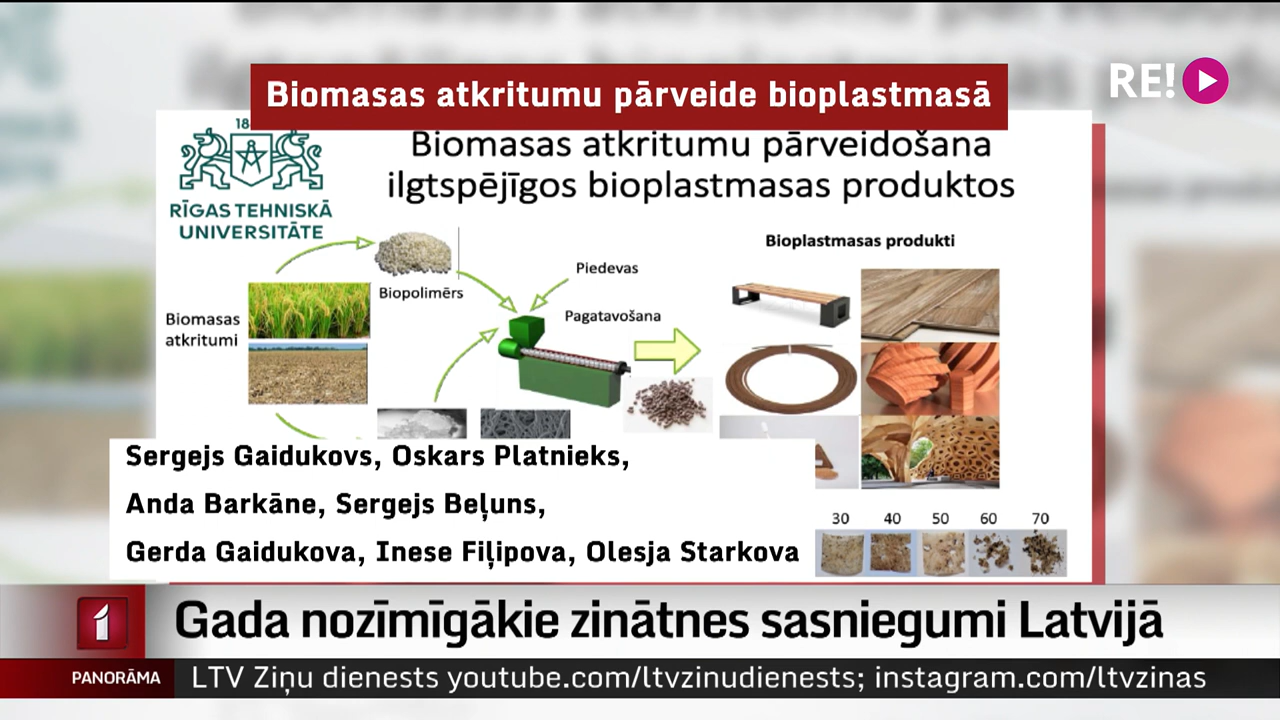 Biomasas atkritumu pārveide bioplastmasā
RE!
18
RĪGAS TEHNISKĀ
UNIVERSITĀTE
Biomasas atkritumu pārveidošana
ilgtspējīgos bioplastmasas produktos
Bioplastmasas produkti
Piedevas
Biopolimērs
Pagatavošana
Biomasas
atkritumi
Sergejs Gaidukovs, Oskars Platnieks,
Anda Barkāne, Sergejs Beļuns,
Gerda Gaidukova, Inese Fiļipova, Olesja Starkova
30 40 50 60 70
1 Gada nozīmīgākie zinātnes sasniegumi Latvijā
PANORĀMA LTV Ziņu dienests youtube.com/ltvzinudienests; instagram.com/ltvzinas